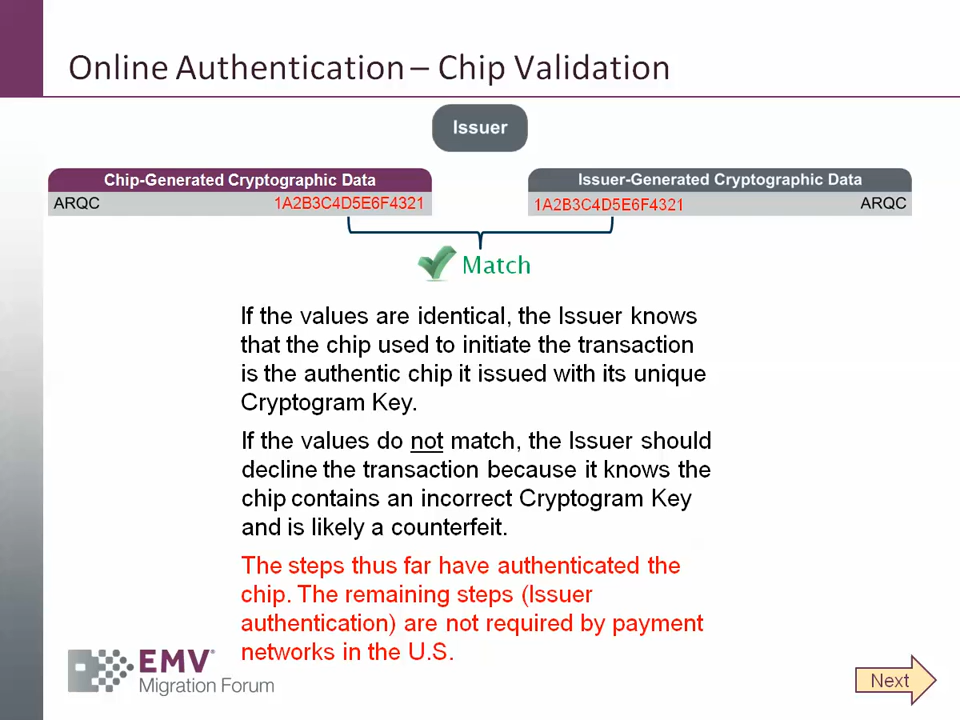 Online Authentication – Chip Validation
Issuer
Chip-Generated Cryptographic Data
ARQC 1A2B3C4D5E6F4321
Issuer-Generated Cryptographic Data
1A2B3C4D5E6F4321 ARQC
Match
If the values are identical, the Issuer knows
that the chip used to initiate the transaction
is the authentic chip it issued with its unique
Cryptogram Key.
If the values do not match, the Issuer should
decline the transaction because it knows the
chip contains an incorrect Cryptogram Key
and is likely a counterfeit.
The steps thus far have authenticated the
chip. The remaining steps (Issuer
authentication) are not required by payment
networks in the U.S.
EMV®
Migration Forum
Next